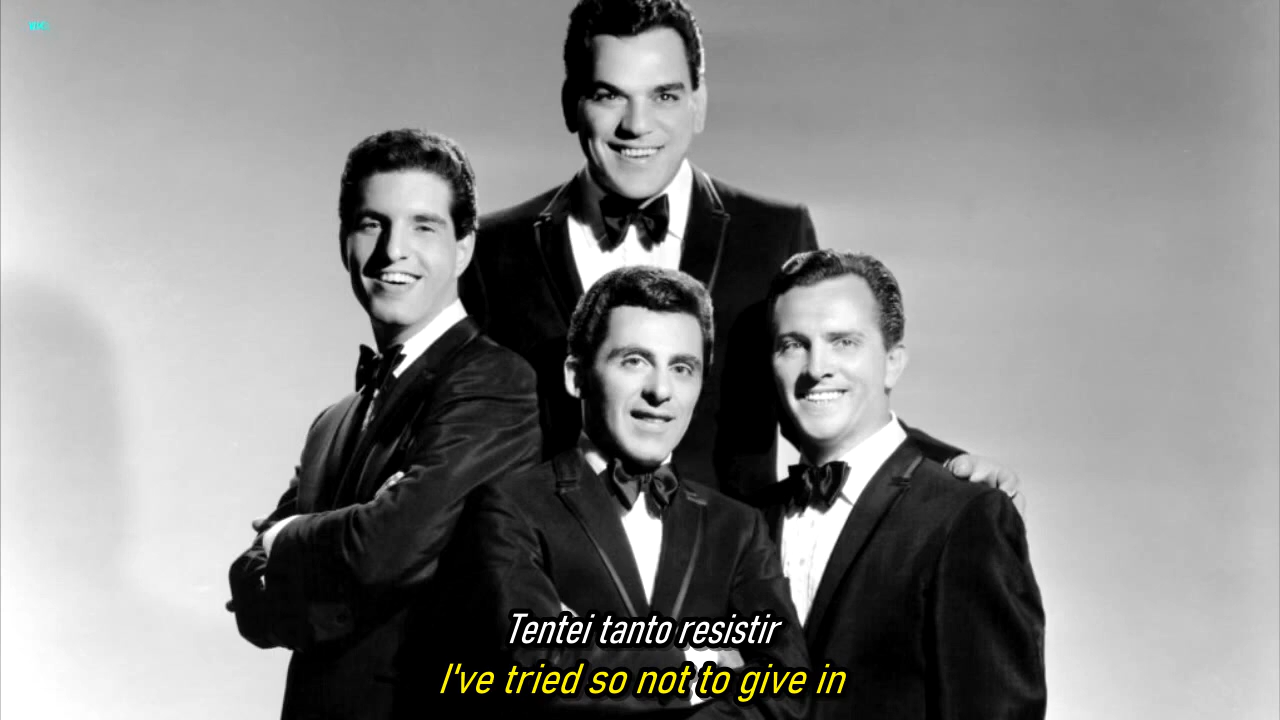 Tentei tanto resistir
I've tried so not to give in